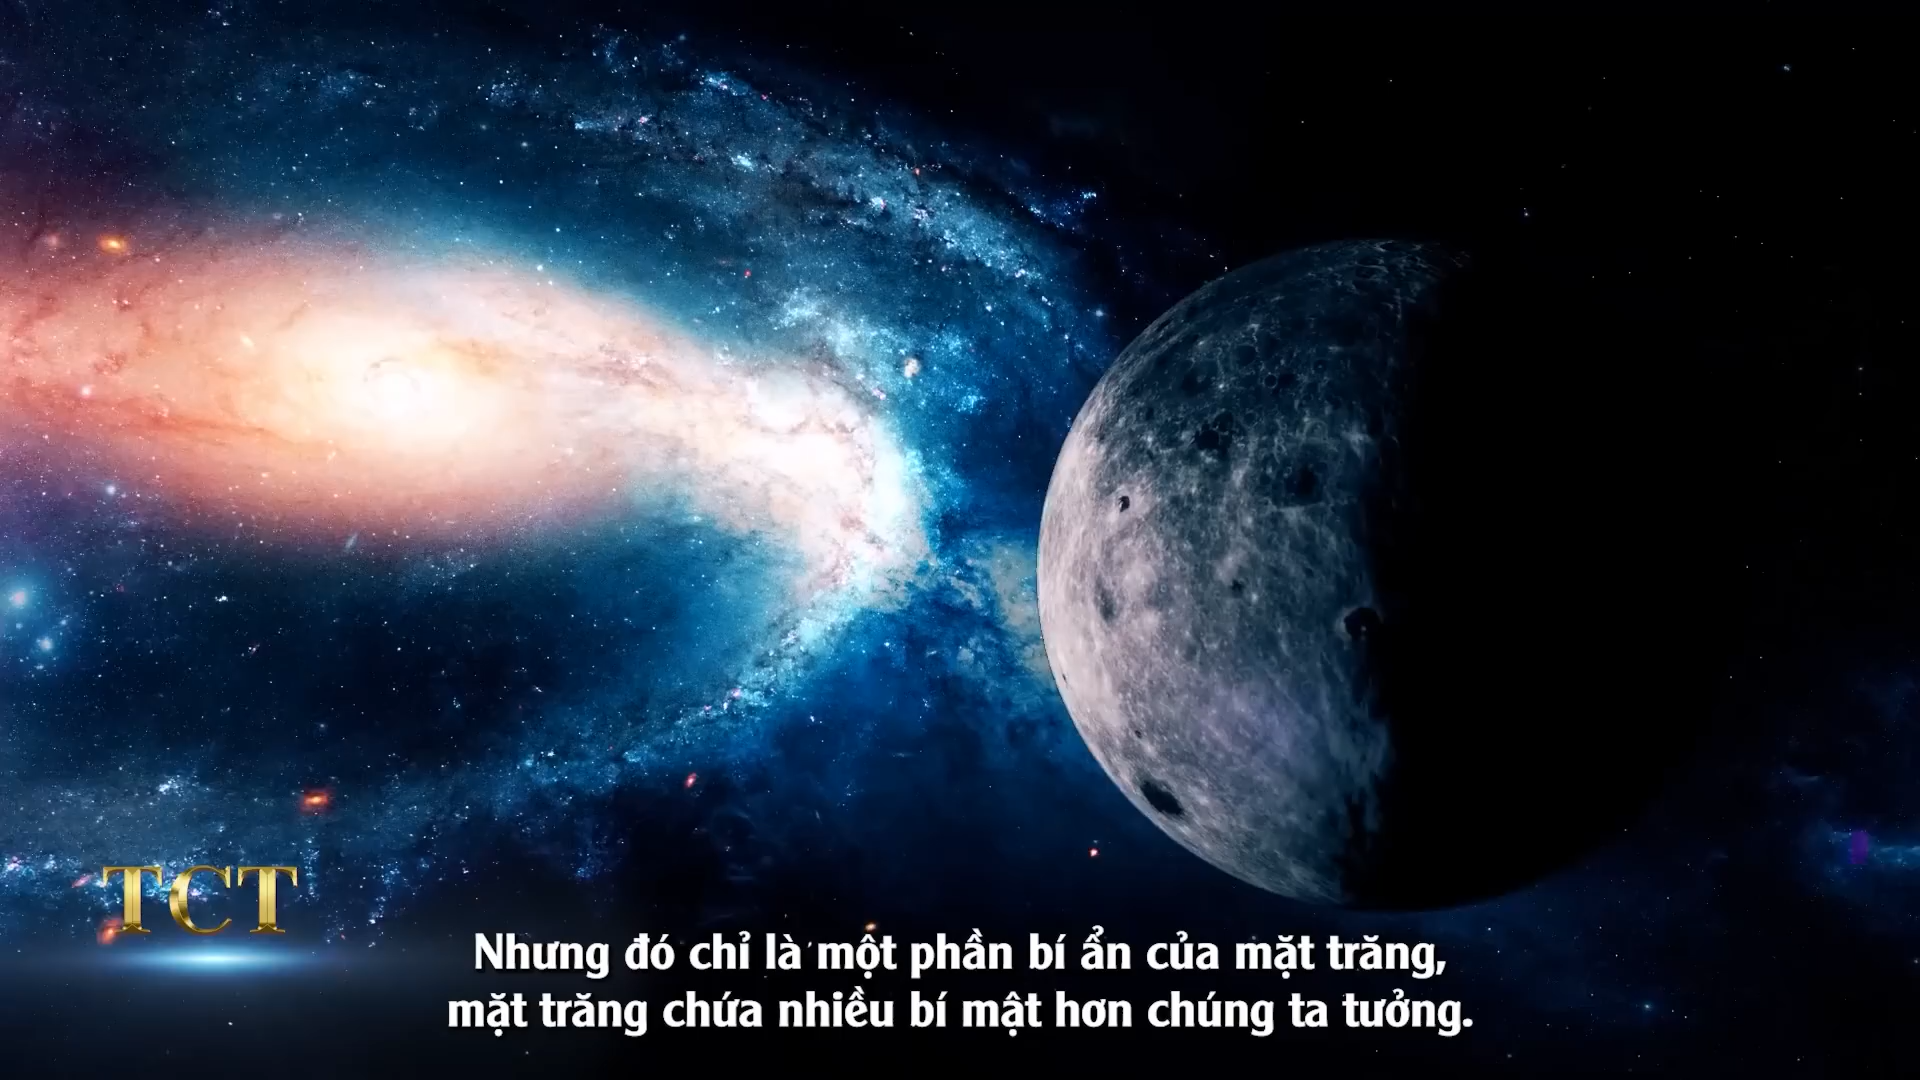 TCT
Nhưng đó chỉ là một phần bí ẩn của mặt trăng,
mặt trăng chứa nhiều bí mật hơn chúng ta tưởng.